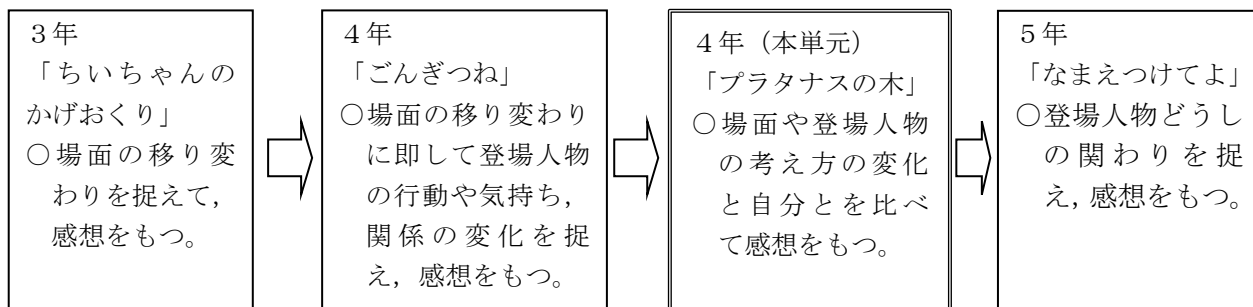 3年
「ちいちゃんの
かげおくり」
○場面の移り変
わりを捉えて，
感想をもつ。
4年
「ごんぎつね」
○場面の移り変わり
に即して登場人物
の行動や気持ち，
関係の変化を捉
え，感想をもつ。
4年（本単元）
「プラタナスの木」
○場面や登場人物
の考え方の変化
と自分とを比べ
て感想をもつ。
5年
「なまえつけてよ」
○登場人物どうし
の関わりを捉
え，感想をもつ。